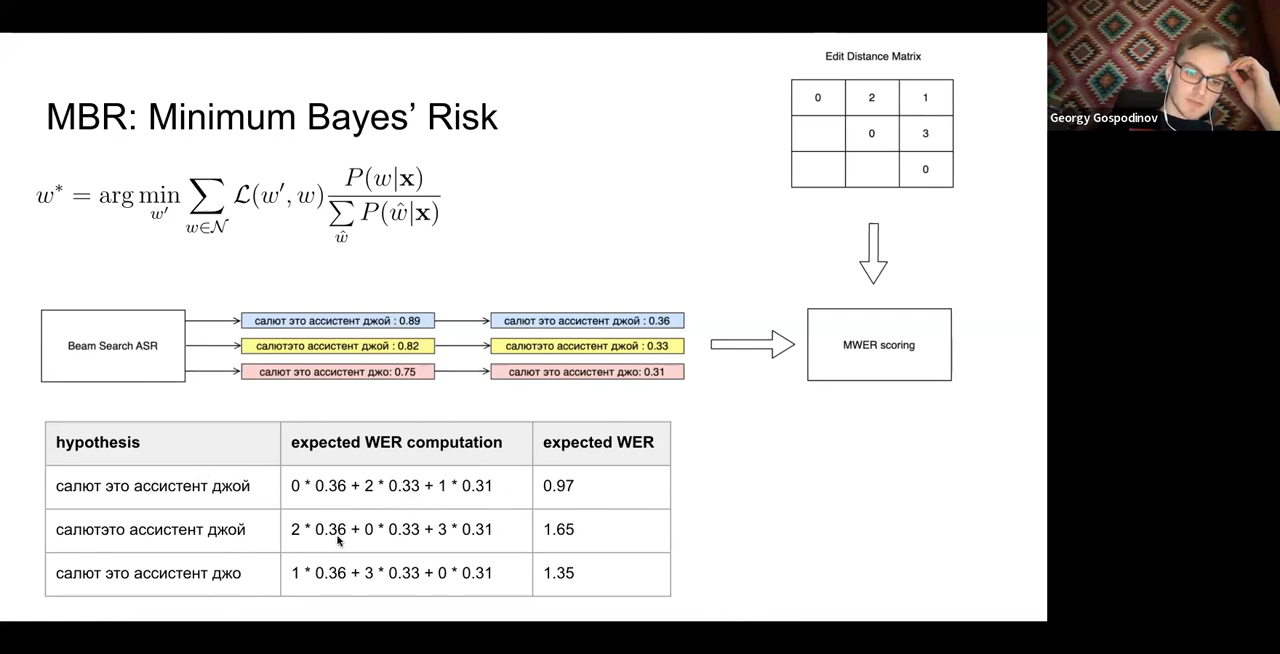 Edit Distance Matrix
0 2 1
0 3
0
Georgy Gospodinov
MBR: Minimum Bayes’ Risk
w* = arg min_{w′} ∑_{w∈𝒩} ℒ(w′, w) P(w|x) / ∑_{ŵ} P(ŵ|x)
Beam Search ASR
салют это ассистент джой : 0.89
салютэто ассистент джой : 0.82
салют это ассистент джо: 0.75
салют это ассистент джой : 0.36
салютэто ассистент джой : 0.33
салют это ассистент джо: 0.31
MWER scoring
hypothesis expected WER computation expected WER
салют это ассистент джой 0 * 0.36 + 2 * 0.33 + 1 * 0.31 0.97
салютэто ассистент джой 2 * 0.36 + 0 * 0.33 + 3 * 0.31 1.65
салют это ассистент джо 1 * 0.36 + 3 * 0.33 + 0 * 0.31 1.35